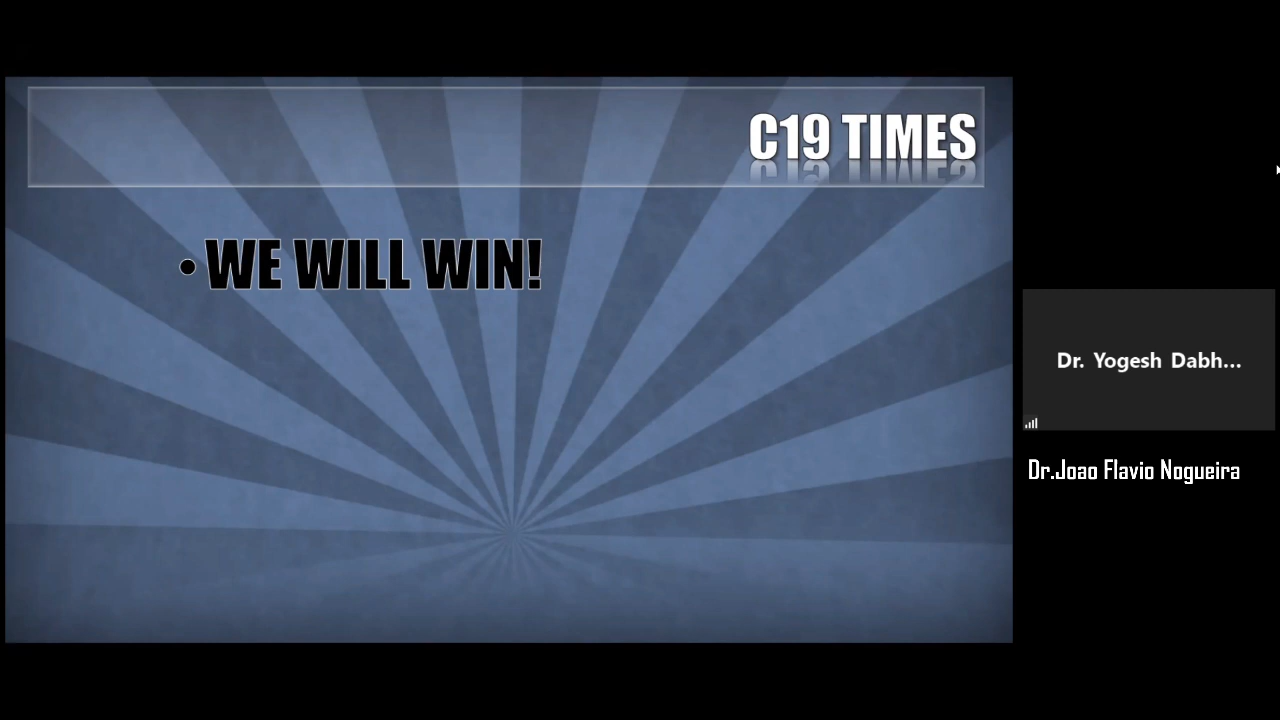 C19 TIMES
• WE WILL WIN!
Dr. Yogesh Dabh...
Dr.Joao Flavio Nogueira